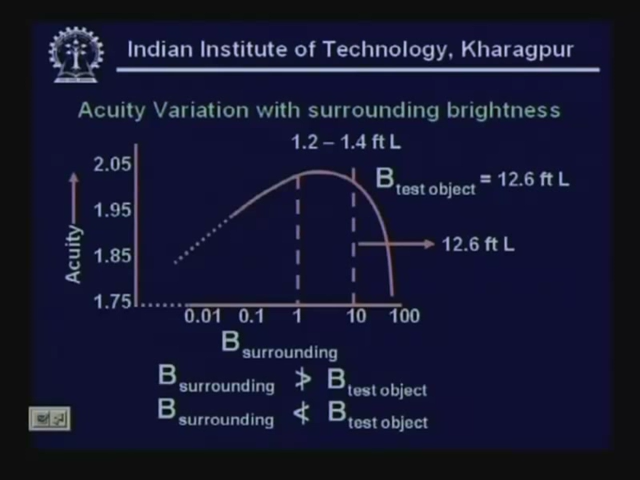 Indian Institute of Technology, Kharagpur
Acuity Variation with surrounding brightness
1.2 – 1.4 ft L
2.05
B test object = 12.6 ft L
1.95
12.6 ft L
1.85
Acuity
1.75
0.01 0.1 1 10 100
B surrounding
B surrounding ≯ B test object
B surrounding ≮ B test object